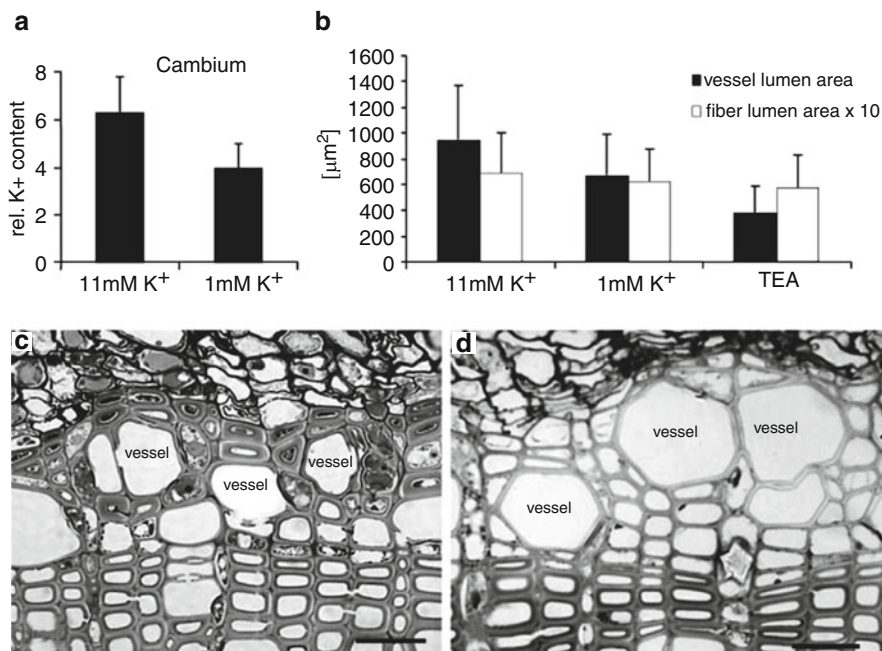 a
Cambium
rel. K+ content
8
6
4
2
0
11mM K⁺
1mM K⁺
b
[μm²]
1600
1400
1200
1000
800
600
400
200
0
vessel lumen area
fiber lumen area x 10
11mM K⁺
1mM K⁺
TEA
c
vessel
vessel
vessel
d
vessel
vessel
vessel